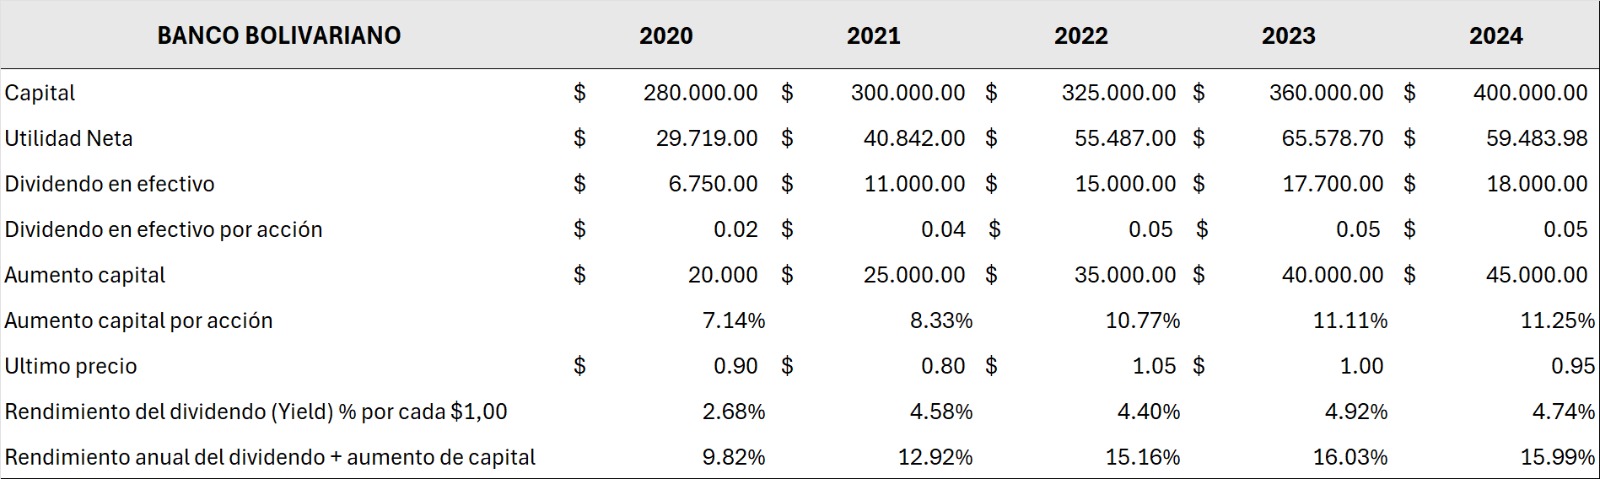 BANCO BOLIVARIANO 2020 2021 2022 2023 2024
Capital $ 280.000.00 $ 300.000.00 $ 325.000.00 $ 360.000.00 $ 400.000.00
Utilidad Neta $ 29.719.00 $ 40.842.00 $ 55.487.00 $ 65.578.70 $ 59.483.98
Dividendo en efectivo $ 6.750.00 $ 11.000.00 $ 15.000.00 $ 17.700.00 $ 18.000.00
Dividendo en efectivo por acción $ 0.02 $ 0.04 $ 0.05 $ 0.05 $ 0.05
Aumento capital $ 20.000 $ 25.000.00 $ 35.000.00 $ 40.000.00 $ 45.000.00
Aumento capital por acción 7.14% 8.33% 10.77% 11.11% 11.25%
Ultimo precio $ 0.90 $ 0.80 $ 1.05 $ 1.00 0.95
Rendimiento del dividendo (Yield) % por cada $1,00 2.68% 4.58% 4.40% 4.92% 4.74%
Rendimiento anual del dividendo + aumento de capital 9.82% 12.92% 15.16% 16.03% 15.99%